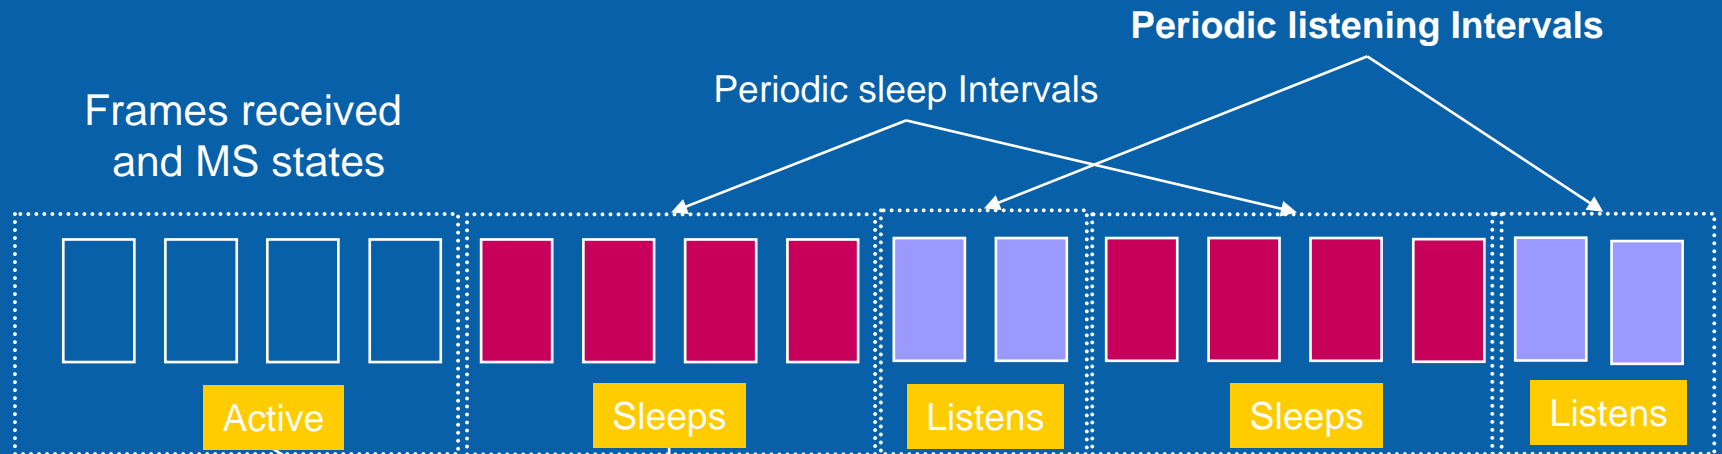 Periodic listening Intervals
Periodic sleep Intervals
Frames received
and MS states
Active
Sleeps
Listens
Sleeps
Listens